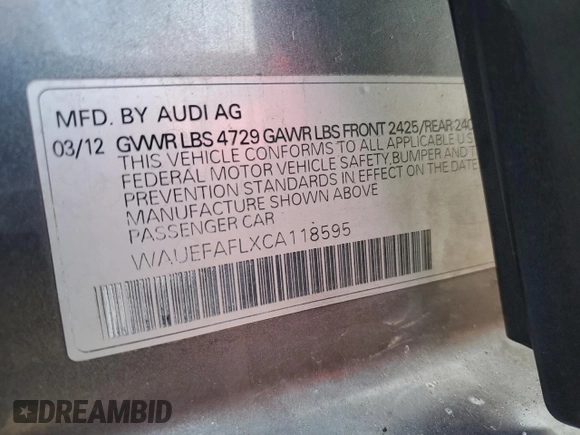 MFD. BY AUDI AG
03/12 GVWR LBS 4729 GAWR LBS FRONT 2425/REAR 240
THIS VEHICLE CONFORMS TO ALL APPLICABLE U.S
FEDERAL MOTOR VEHICLE SAFETY, BUMPER AND T
PREVENTION STANDARDS IN EFFECT ON THE DATE
MANUFACTURE SHOWN ABOVE
PASSENGER CAR
WAUEFAFLXCA118595
DREAMBID